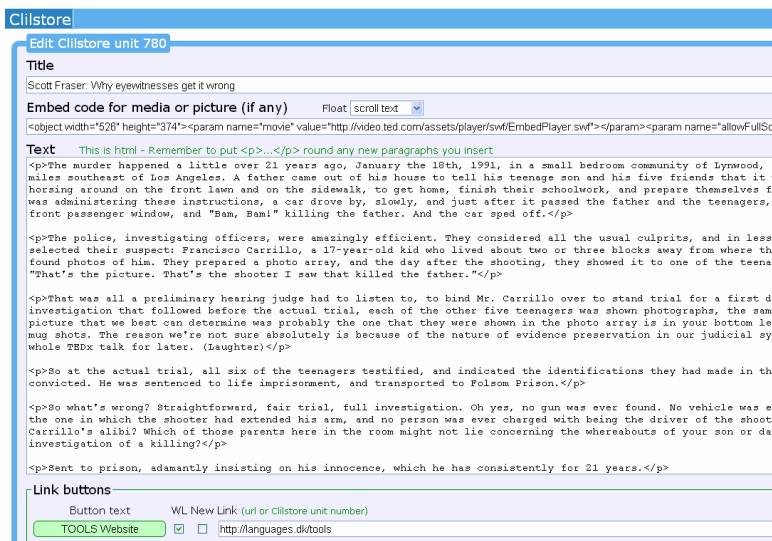 Clilstore
Edit Clilstore unit 780
Title
Scott Fraser: Why eyewitnesses get it wrong
Embed code for media or picture (if any) Float scroll text
<object width="526" height="374"><param name="movie" value="http://video.ted.com/assets/player/swf/EmbedPlayer.swf"></param><param name="allowFullSc
Text This is html - Remember to put <p>...</p> round any new paragraphs you insert
<p>The murder happened a little over 21 years ago, January the 18th, 1991, in a small bedroom community of Lynwood,
miles southeast of Los Angeles. A father came out of his house to tell his teenage son and his five friends that it
horsing around on the front lawn and on the sidewalk, to get home, finish their schoolwork, and prepare themselves f
was administering these instructions, a car drove by, slowly, and just after it passed the father and the teenagers,
front passenger window, and "Bam, Bam!" killing the father. And the car sped off.</p>
<p>The police, investigating officers, were amazingly efficient. They considered all the usual culprits, and in less
selected their suspect: Francisco Carrillo, a 17-year-old kid who lived about two or three blocks away from where th
found photos of him. They prepared a photo array, and the day after the shooting, they showed it to one of the teena
"That's the picture. That's the shooter I saw that killed the father."</p>
<p>That was all a preliminary hearing judge had to listen to, to bind Mr. Carrillo over to stand trial for a first d
investigation that followed before the actual trial, each of the other five teenagers was shown photographs, the sam
picture that we best can determine was probably the one that they were shown in the photo array is in your bottom le
mug shots. The reason we're not sure absolutely is because of the nature of evidence preservation in our judicial sy
whole TEDx talk for later. (Laughter)</p>
<p>So at the actual trial, all six of the teenagers testified, and indicated the identifications they had made in th
convicted. He was sentenced to life imprisonment, and transported to Folsom Prison.</p>
<p>So what's wrong? Straightforward, fair trial, full investigation. Oh yes, no gun was ever found. No vehicle was e
the one in which the shooter had extended his arm, and no person was ever charged with being the driver of the shoot
Carrillo's alibi? Which of those parents here in the room might not lie concerning the whereabouts of your son or da
investigation of a killing?</p>
<p>Sent to prison, adamantly insisting on his innocence, which he has consistently for 21 years.</p>
Link buttons
Button text WL New Link (url or Clilstore unit number)
TOOLS Website http://languages.dk/tools